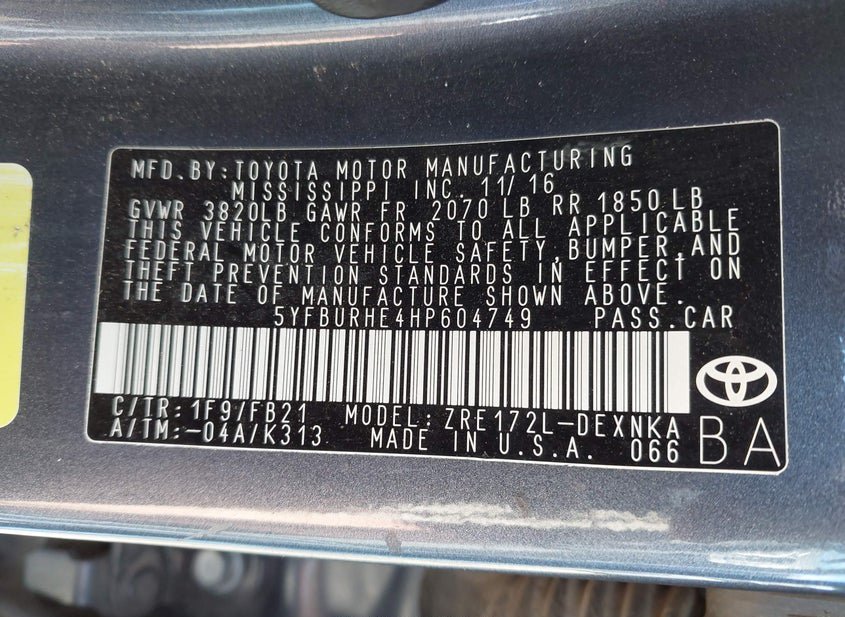 MFD.BY:TOYOTA MOTOR MANUFACTURING
MISSISSIPPI INC. 11/16
GVWR 3820LB GAWR FR 2070 LB RR 1850 LB
THIS VEHICLE CONFORMS TO ALL APPLICABLE
FEDERAL MOTOR VEHICLE SAFETY,BUMPER,AND
THEFT PREVENTION STANDARDS IN EFFECT ON
THE DATE OF MANUFACTURE SHOWN ABOVE.
5YFBURHE4HP604749 PASS.CAR
C/TR:1F9/FB21 MODEL:ZRE172L-DEXNKA
A/TM:-04A/K313 MADE IN U.S.A. 066 BA